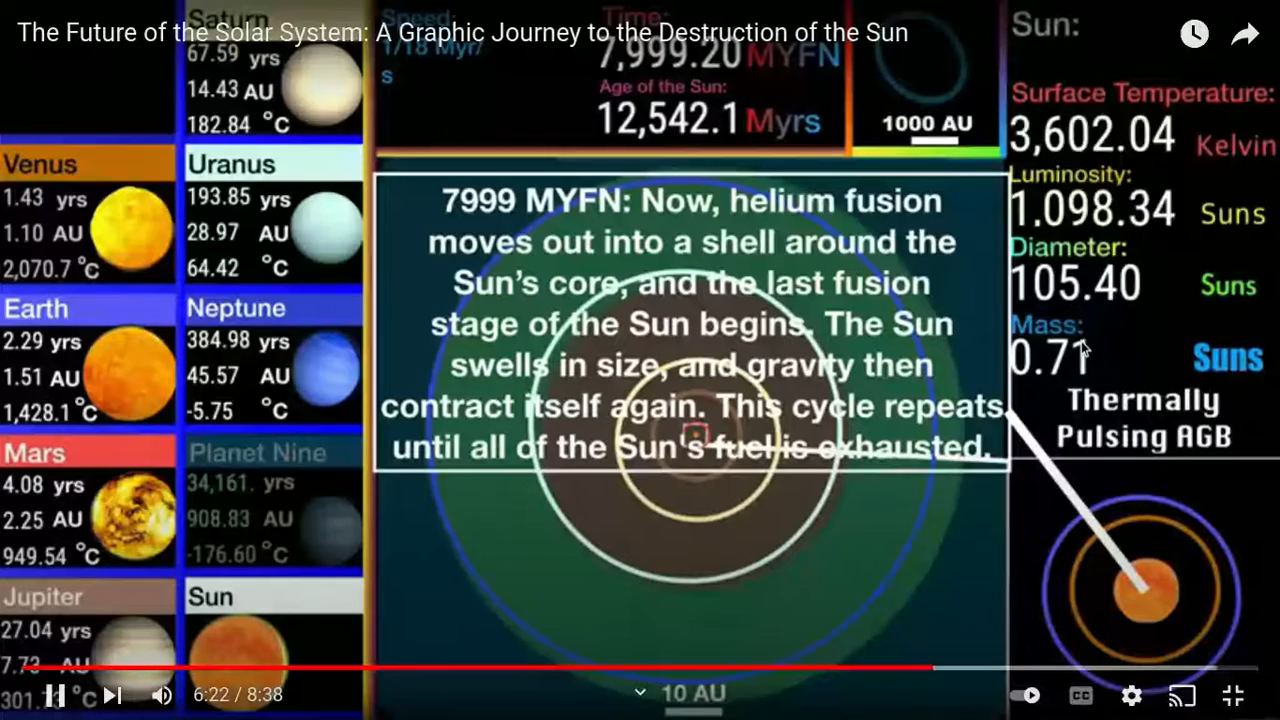 The Future of the Solar System: A Graphic Journey to the Destruction of the Sun
Saturn
67.59 yrs
14.43 AU
182.84 °C
Venus
1.43 yrs
1.10 AU
2,070.7 °C
Uranus
193.85 yrs
28.97 AU
64.42 °C
Earth
2.29 yrs
1.51 AU
1,428.1 °C
Neptune
384.98 yrs
45.57 AU
-5.75 °C
Mars
4.08 yrs
2.25 AU
949.54 °C
Planet Nine
34,161. yrs
908.83 AU
-176.60 °C
Jupiter
27.04 yrs
7.73 AU
°C
Sun
Speed:
1/18 Myr/
s
Time:
7,999.20 MYFN
Age of the Sun:
12,542.1 Myrs
1000 AU
7999 MYFN: Now, helium fusion
moves out into a shell around the
Sun's core, and the last fusion
stage of the Sun begins. The Sun
swells in size, and gravity then
contract itself again. This cycle repeats
until all of the Sun's fuel is exhausted.
10 AU
Sun:
Surface Temperature:
3,602.04 Kelvin
Luminosity:
1,098.34 Suns
Diameter:
105.40 Suns
Mass:
0.71 Suns
Thermally
Pulsing AGB
6:22 / 8:38
CC